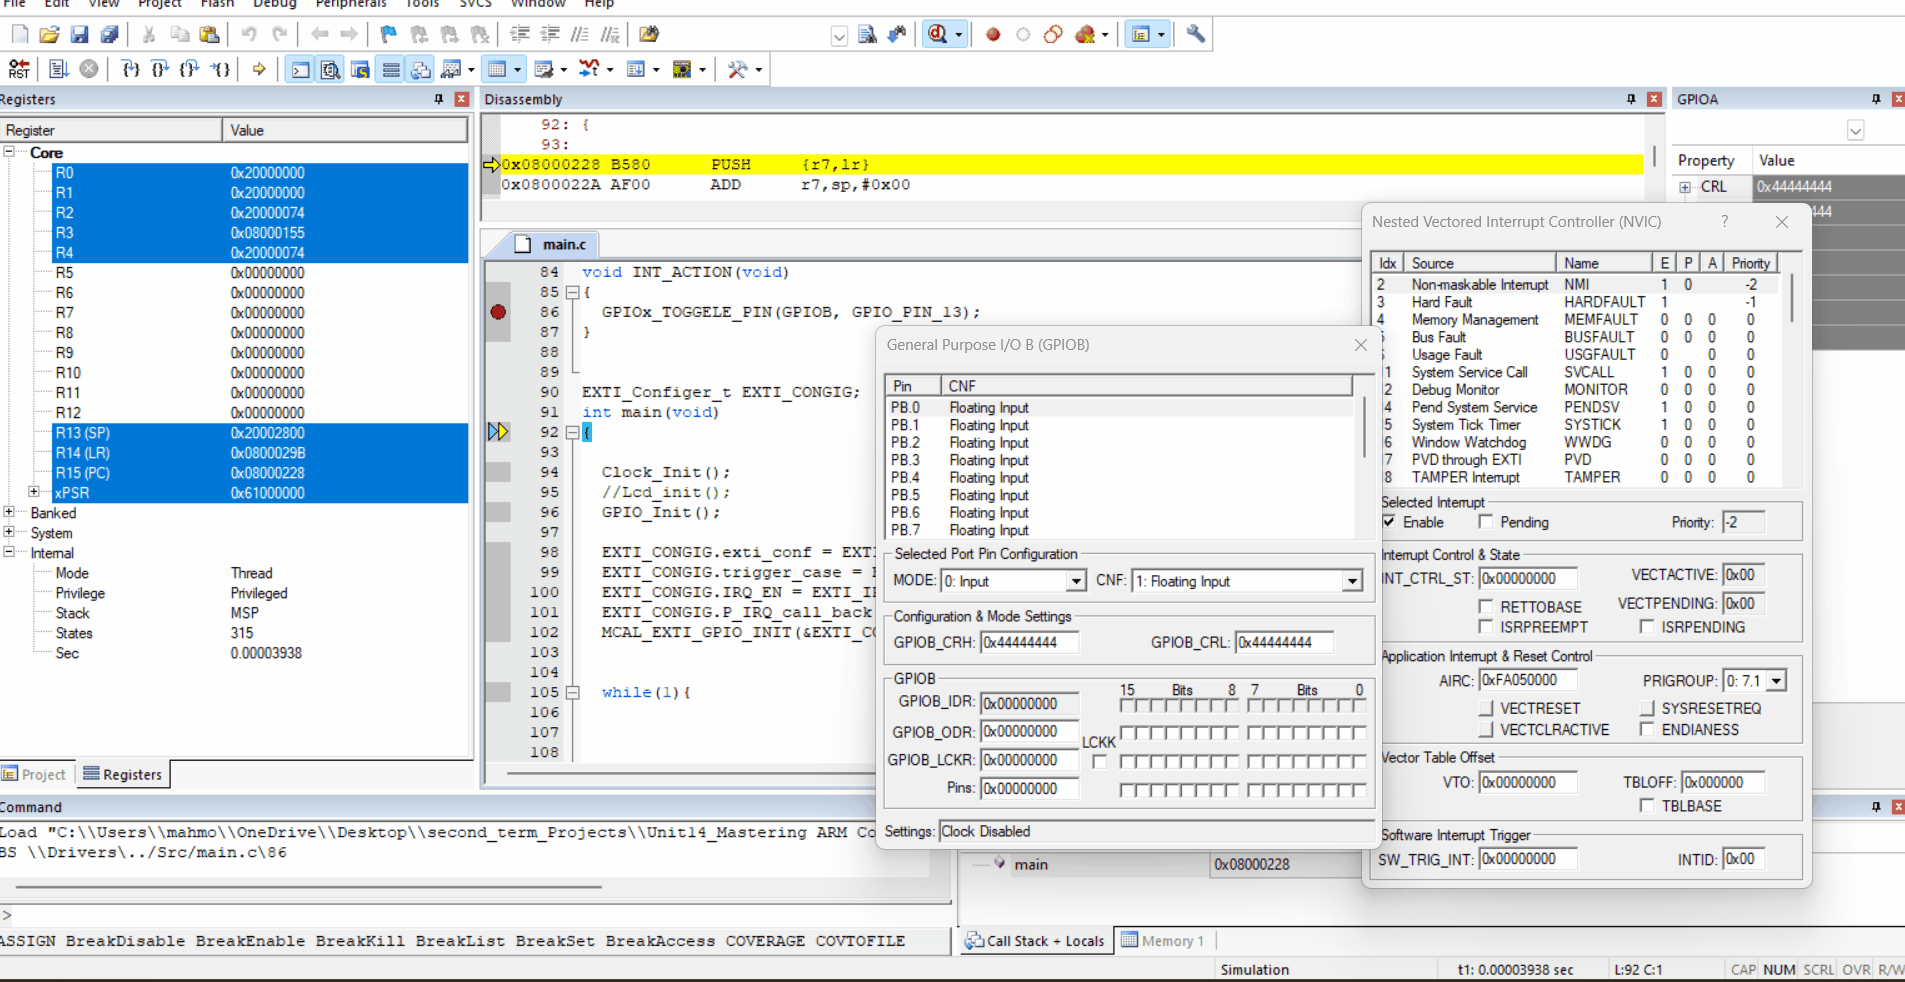 File Edit View Project Flash Debug Peripherals Tools SVCS Window Help
RST
Registers
Register Value
Core
R0 0x20000000
R1 0x20000000
R2 0x20000074
R3 0x08000155
R4 0x20000074
R5 0x00000000
R6 0x00000000
R7 0x00000000
R8 0x00000000
R9 0x00000000
R10 0x00000000
R11 0x00000000
R12 0x00000000
R13 (SP) 0x20002800
R14 (LR) 0x0800029B
R15 (PC) 0x08000228
xPSR 0x61000000
Banked
System
Internal
Mode Thread
Privilege Privileged
Stack MSP
States 315
Sec 0.00003938
Project Registers
Disassembly
92: {
93:
0x08000228 B580 PUSH {r7,lr}
0x0800022A AF00 ADD r7,sp,#0x00
main.c
84 void INT_ACTION(void)
85 {
86 GPIOx_TOGGELE_PIN(GPIOB, GPIO_PIN_13);
87 }
88
89
90 EXTI_Configer_t EXTI_CONGIG;
91 int main(void)
92 {
93
94 Clock_Init();
95 //Lcd_init();
96 GPIO_Init();
97
98 EXTI_CONGIG.exti_conf = EXTI
99 EXTI_CONGIG.trigger_case =
100 EXTI_CONGIG.IRQ_EN = EXTI_I
101 EXTI_CONGIG.P_IRQ_call_back
102 MCAL_EXTI_GPIO_INIT(&EXTI_CO
103
104
105 while(1){
106
107
108
GPIOA
Property Value
CRL 0x44444444
444
General Purpose I/O B (GPIOB)
Pin CNF
PB.0 Floating Input
PB.1 Floating Input
PB.2 Floating Input
PB.3 Floating Input
PB.4 Floating Input
PB.5 Floating Input
PB.6 Floating Input
PB.7 Floating Input
Selected Port Pin Configuration
MODE: 0: Input CNF: 1: Floating Input
Configuration & Mode Settings
GPIOB_CRH: 0x44444444 GPIOB_CRL: 0x44444444
GPIOB
15 Bits 8 7 Bits 0
GPIOB_IDR: 0x00000000
GPIOB_ODR: 0x00000000
LCKK
GPIOB_LCKR: 0x00000000
Pins: 0x00000000
Settings: Clock Disabled
Nested Vectored Interrupt Controller (NVIC)
Idx Source Name E P A Priority
2 Non-maskable Interrupt NMI 1 0 -2
3 Hard Fault HARDFAULT 1 -1
4 Memory Management MEMFAULT 0 0 0 0
Bus Fault BUSFAULT 0 0 0 0
Usage Fault USGFAULT 0 0 0 0
1 System Service Call SVCALL 1 0 0 0
2 Debug Monitor MONITOR 0 0 0 0
4 Pend System Service PENDSV 1 0 0 0
5 System Tick Timer SYSTICK 1 0 0 0
6 Window Watchdog WWDG 0 0 0 0
7 PVD through EXTI PVD 0 0 0 0
8 TAMPER Interrupt TAMPER 0 0 0 0
Selected Interrupt
Enable Pending Priority: -2
Interrupt Control & State
INT_CTRL_ST: 0x00000000 VECTACTIVE: 0x00
RETTOBASE VECTPENDING: 0x00
ISRPREEMPT ISRPENDING
Application Interrupt & Reset Control
AIRC: 0xFA050000 PRIGROUP: 0: 7.1
VECTRESET SYSRESETREQ
VECTCLRACTIVE ENDIANESS
Vector Table Offset
VTO: 0x00000000 TBLOFF: 0x000000
TBLBASE
Software Interrupt Trigger
SW_TRIG_INT: 0x00000000 INTID: 0x00
Command
Load "C:\\Users\\mahmo\\OneDrive\\Desktop\\second_term_Projects\\Unit14_Mastering ARM Co
BS \\Drivers\../Src/main.c\86
>
ASSIGN BreakDisable BreakEnable BreakKill BreakList BreakSet BreakAccess COVERAGE COVTOFILE
main 0x08000228
Call Stack + Locals Memory 1
Simulation t1: 0.00003938 sec L:92 C:1 CAP NUM SCRL OVR R/W